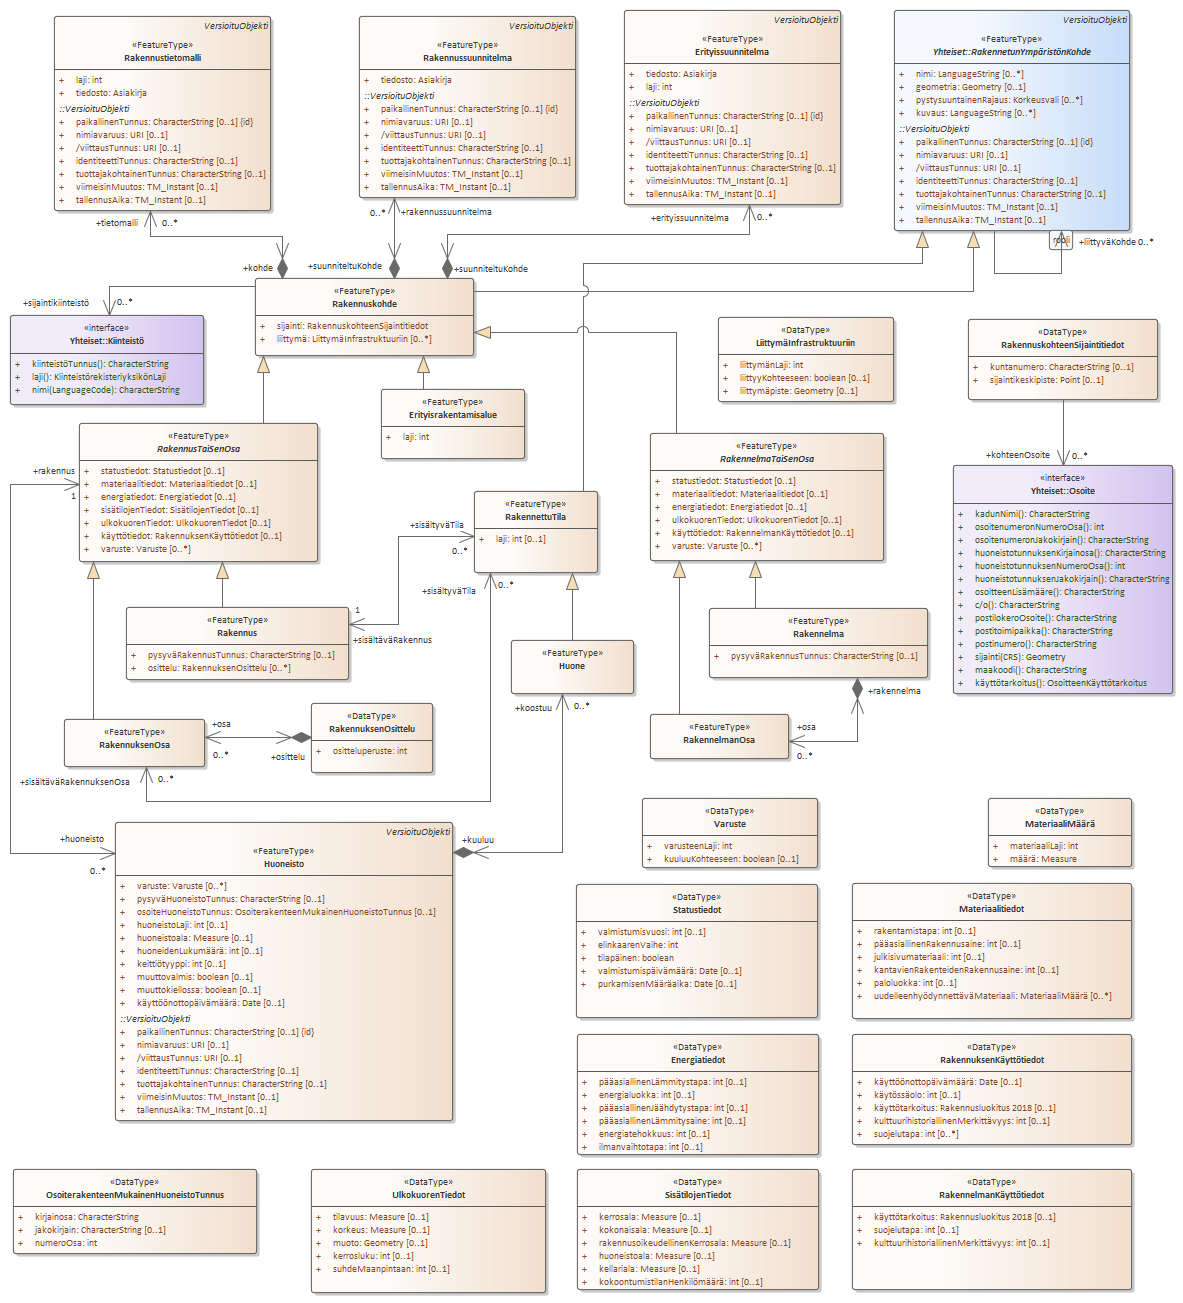 VersioituObjekti
«FeatureType»
Rakennustietomalli
+ laji: int
+ tiedosto: Asiakirja
::VersioituObjekti
+ paikallinenTunnus: CharacterString [0..1] {id}
+ nimiavaruus: URI [0..1]
+ /viittausTunnus: URI [0..1]
+ identiteettiTunnus: CharacterString [0..1]
+ tuottajakohtainenTunnus: CharacterString [0..1]
+ viimeisinMuutos: TM_Instant [0..1]
+ tallennusAika: TM_Instant [0..1]
VersioituObjekti
«FeatureType»
Rakennussuunnitelma
+ tiedosto: Asiakirja
::VersioituObjekti
+ paikallinenTunnus: CharacterString [0..1] {id}
+ nimiavaruus: URI [0..1]
+ /viittausTunnus: URI [0..1]
+ identiteettiTunnus: CharacterString [0..1]
+ tuottajakohtainenTunnus: CharacterString [0..1]
+ viimeisinMuutos: TM_Instant [0..1]
+ tallennusAika: TM_Instant [0..1]
VersioituObjekti
«FeatureType»
Erityissuunnitelma
+ tiedosto: Asiakirja
+ laji: int
::VersioituObjekti
+ paikallinenTunnus: CharacterString [0..1] {id}
+ nimiavaruus: URI [0..1]
+ /viittausTunnus: URI [0..1]
+ identiteettiTunnus: CharacterString [0..1]
+ tuottajakohtainenTunnus: CharacterString [0..1]
+ viimeisinMuutos: TM_Instant [0..1]
+ tallennusAika: TM_Instant [0..1]
VersioituObjekti
«FeatureType»
Yhteiset::RakennetunYmpäristönKohde
+ nimi: LanguageString [0..*]
+ geometria: Geometry [0..1]
+ pystysuuntainenRajaus: Korkeusvali [0..*]
+ kuvaus: LanguageString [0..*]
::VersioituObjekti
+ paikallinenTunnus: CharacterString [0..1] {id}
+ nimiavaruus: URI [0..1]
+ /viittausTunnus: URI [0..1]
+ identiteettiTunnus: CharacterString [0..1]
+ tuottajakohtainenTunnus: CharacterString [0..1]
+ viimeisinMuutos: TM_Instant [0..1]
+ tallennusAika: TM_Instant [0..1]
+tietomalli 0..*
0..* +rakennussuunnitelma
+erityissuunnitelma 0..*
+liittyväKohde 0..*
+kohde
+suunniteltuKohde
+suunniteltuKohde
+sijaintikiinteistö 0..*
«FeatureType»
Rakennuskohde
+ sijainti: RakennuskohteenSijaintitiedot
+ liittymä: LiittymäInfrastruktuuriin [0..*]
«interface»
Yhteiset::Kiinteistö
+ kiinteistöTunnus(): CharacterString
+ laji(): KiinteistörekisteriyksikönLaji
+ nimi(LanguageCode): CharacterString
«DataType»
LiittymäInfrastruktuuriin
+ liittymänLaji: int
+ liittyyKohteeseen: boolean [0..1]
+ liittymäpiste: Geometry [0..1]
«DataType»
RakennuskohteenSijaintitiedot
+ kuntanumero: CharacterString [0..1]
+ sijaintikeskipiste: Point [0..1]
«FeatureType»
Erityisrakentamisalue
+ laji: int
+kohteenOsoite 0..*
«FeatureType»
RakennusTaiSenOsa
+ statustiedot: Statustiedot [0..1]
+ materiaalitiedot: Materiaalitiedot [0..1]
+ energiatiedot: Energiatiedot [0..1]
+ sisätilojenTiedot: SisätilojenTiedot [0..1]
+ ulkokuorenTiedot: UlkokuorenTiedot [0..1]
+ käyttötiedot: RakennuksenKäyttötiedot [0..1]
+ varuste: Varuste [0..*]
+rakennus
1
«FeatureType»
RakennelmaTaiSenOsa
+ statustiedot: Statustiedot [0..1]
+ materiaalitiedot: Materiaalitiedot [0..1]
+ energiatiedot: Energiatiedot [0..1]
+ ulkokuorenTiedot: UlkokuorenTiedot [0..1]
+ käyttötiedot: RakennelmanKäyttötiedot [0..1]
+ varuste: Varuste [0..*]
«interface»
Yhteiset::Osoite
+ kadunNimi(): CharacterString
+ osoitenumeronNumeroOsa(): int
+ osoitenumeronJakokirjain(): CharacterString
+ huoneistotunnuksenKirjainosa(): CharacterString
+ huoneistotunnuksenNumeroOsa(): int
+ huoneistotunnuksenJakokirjain(): CharacterString
+ osoitteenLisämääre(): CharacterString
+ c/o(): CharacterString
+ postilokeroOsoite(): CharacterString
+ postitoimipaikka(): CharacterString
+ postinumero(): CharacterString
+ sijainti(CRS): Geometry
+ maakoodi(): CharacterString
+ käyttötarkoitus(): OsoitteenKäyttötarkoitus
«FeatureType»
RakennettuTila
+ laji: int [0..1]
+sisältyväTila
0..*
+sisältyväTila 0..*
1
+sisältäväRakennus
«FeatureType»
Rakennus
+ pysyväRakennusTunnus: CharacterString [0..1]
+ osittelu: RakennuksenOsittelu [0..*]
«FeatureType»
Huone
+koostuu 0..*
«FeatureType»
Rakennelma
+ pysyväRakennusTunnus: CharacterString [0..1]
+rakennelma
«FeatureType»
RakennelmanOsa
+osa
0..*
«FeatureType»
RakennuksenOsa
+osa
0..*
+osittelu
«DataType»
RakennuksenOsittelu
+ ositteluperuste: int
+sisältäväRakennuksenOsa 0..*
+huoneisto
0..*
+kuuluu
VersioituObjekti
«FeatureType»
Huoneisto
+ varuste: Varuste [0..*]
+ pysyväHuoneistoTunnus: CharacterString [0..1]
+ osoiteHuoneistoTunnus: OsoiterakenteenMukainenHuoneistoTunnus [0..1]
+ huoneistoLaji: int [0..1]
+ huoneistoala: Measure [0..1]
+ huoneidenLukumäärä: int [0..1]
+ keittiötyyppi: int [0..1]
+ muuttovalmis: boolean [0..1]
+ muuttokiellossa: boolean [0..1]
+ käyttöönottopäivämäärä: Date [0..1]
::VersioituObjekti
+ paikallinenTunnus: CharacterString [0..1] {id}
+ nimiavaruus: URI [0..1]
+ /viittausTunnus: URI [0..1]
+ identiteettiTunnus: CharacterString [0..1]
+ tuottajakohtainenTunnus: CharacterString [0..1]
+ viimeisinMuutos: TM_Instant [0..1]
+ tallennusAika: TM_Instant [0..1]
«DataType»
Varuste
+ varusteenLaji: int
+ kuuluuKohteeseen: boolean [0..1]
«DataType»
MateriaaliMäärä
+ materiaaliLaji: int
+ määrä: Measure
«DataType»
Statustiedot
+ valmistumisvuosi: int [0..1]
+ elinkaarenVaihe: int
+ tilapäinen: boolean
+ valmistumispäivämäärä: Date [0..1]
+ purkamisenMääräaika: Date [0..1]
«DataType»
Materiaalitiedot
+ rakentamistapa: int [0..1]
+ pääasiallinenRakennusaine: int [0..1]
+ julkisivumateriaali: int [0..1]
+ kantavienRakenteidenRakennusaine: int [0..1]
+ paloluokka: int [0..1]
+ uudelleenhyödynnettäväMateriaali: MateriaaliMäärä [0..*]
«DataType»
Energiatiedot
+ pääasiallinenLämmitystapa: int [0..1]
+ energialuokka: int [0..1]
+ pääasiallinenJäähdytystapa: int [0..1]
+ pääasiallinenLämmitysaine: int [0..1]
+ energiatehokkuus: int [0..1]
+ ilmanvaihtotapa: int [0..1]
«DataType»
RakennuksenKäyttötiedot
+ käyttöönottopäivämäärä: Date [0..1]
+ käytössäolo: int [0..1]
+ käyttötarkoitus: Rakennusluokitus 2018 [0..1]
+ kulttuurihistoriallinenMerkittävyys: int [0..1]
+ suojelutapa: int [0..*]
«DataType»
OsoiterakenteenMukainenHuoneistoTunnus
+ kirjainosa: CharacterString
+ jakokirjain: CharacterString [0..1]
+ numeroOsa: int
«DataType»
UlkokuorenTiedot
+ tilavuus: Measure [0..1]
+ korkeus: Measure [0..1]
+ muoto: Geometry [0..1]
+ kerrosluku: int [0..1]
+ suhdeMaanpintaan: int [0..1]
«DataType»
SisätilojenTiedot
+ kerrosala: Measure [0..1]
+ kokonaisala: Measure [0..1]
+ rakennusoikeudellinenKerrosala: Measure [0..1]
+ huoneistoala: Measure [0..1]
+ kellariala: Measure [0..1]
+ kokoontumistilanHenkilömäärä: int [0..1]
«DataType»
RakennelmanKäyttötiedot
+ käyttötarkoitus: Rakennusluokitus 2018 [0..1]
+ suojelutapa: int [0..1]
+ kulttuurihistoriallinenMerkittävyys: int [0..1]